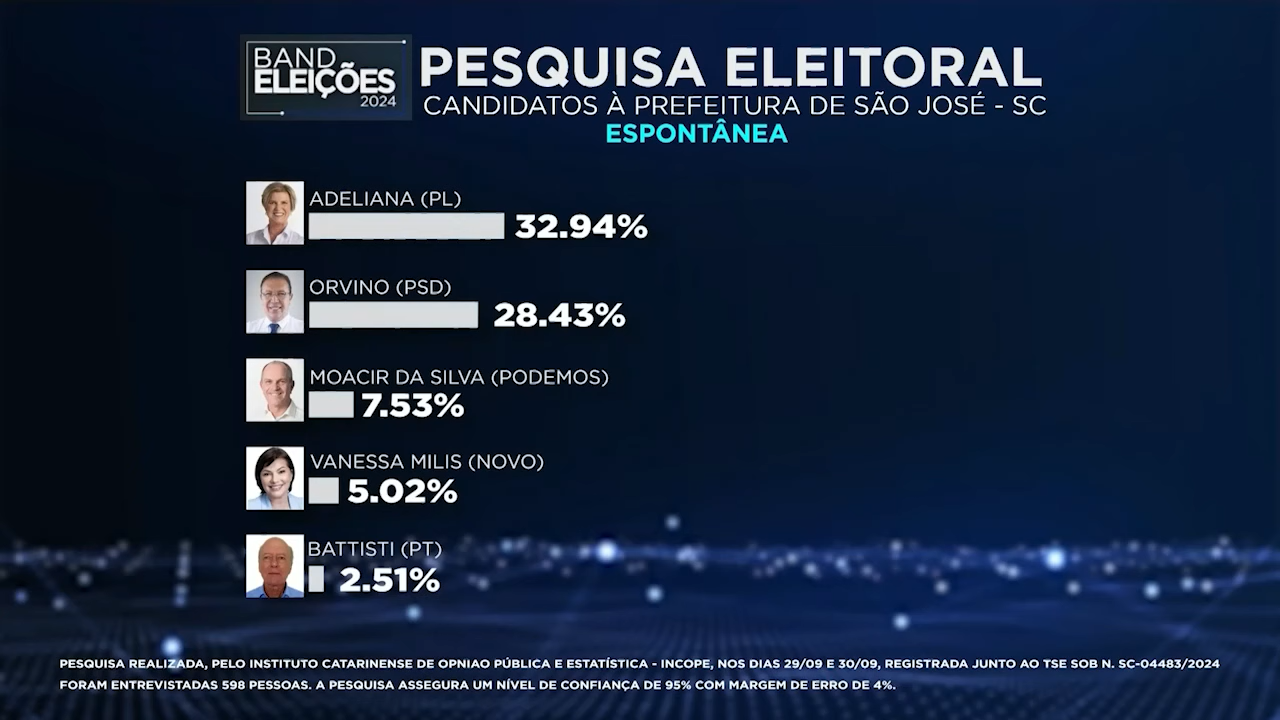 BAND
ELEIÇÕES
2024
PESQUISA ELEITORAL
CANDIDATOS À PREFEITURA DE SÃO JOSÉ - SC
ESPONTÂNEA
ADELIANA (PL)
32.94%
ORVINO (PSD)
28.43%
MOACIR DA SILVA (PODEMOS)
7.53%
VANESSA MILIS (NOVO)
5.02%
BATTISTI (PT)
2.51%
PESQUISA REALIZADA, PELO INSTITUTO CATARINENSE DE OPNIAO PÚBLICA E ESTATÍSTICA - INCOPE, NOS DIAS 29/09 E 30/09, REGISTRADA JUNTO AO TSE SOB N. SC-04483/2024
FORAM ENTREVISTADAS 598 PESSOAS. A PESQUISA ASSEGURA UM NÍVEL DE CONFIANÇA DE 95% COM MARGEM DE ERRO DE 4%.